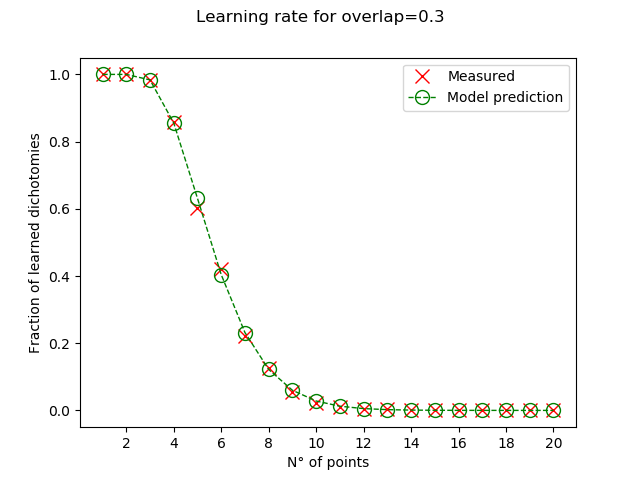 Learning rate for overlap=0.3
Measured
Model prediction
Fraction of learned dichotomies
1.0
0.8
0.6
0.4
0.2
0.0
2 4 6 8 10 12 14 16 18 20
N° of points